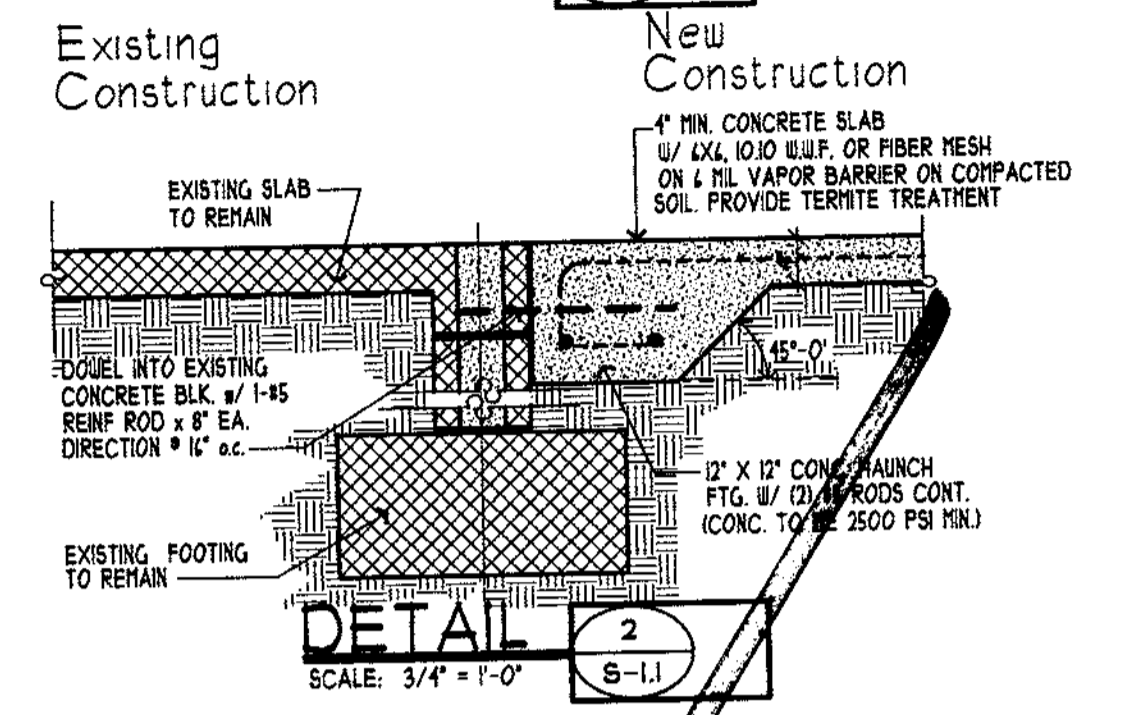 Existing
Construction
New
Construction
4" MIN. CONCRETE SLAB
W/ 6X6, 10.10 W.W.F. OR FIBER MESH
ON 6 MIL VAPOR BARRIER ON COMPACTED
SOIL. PROVIDE TERMITE TREATMENT
EXISTING SLAB
TO REMAIN
45°-0'
DOWEL INTO EXISTING
CONCRETE BLK. w/ 1-#5
REINF ROD x 8" EA.
DIRECTION @ 16" o.c.
12" X 12" CONC. HAUNCH
FTG. W/ (2) RODS CONT.
(CONC. TO BE 2500 PSI MIN.)
EXISTING FOOTING
TO REMAIN
DETAIL
SCALE: 3/4" = 1'-0"
2
S-1.1